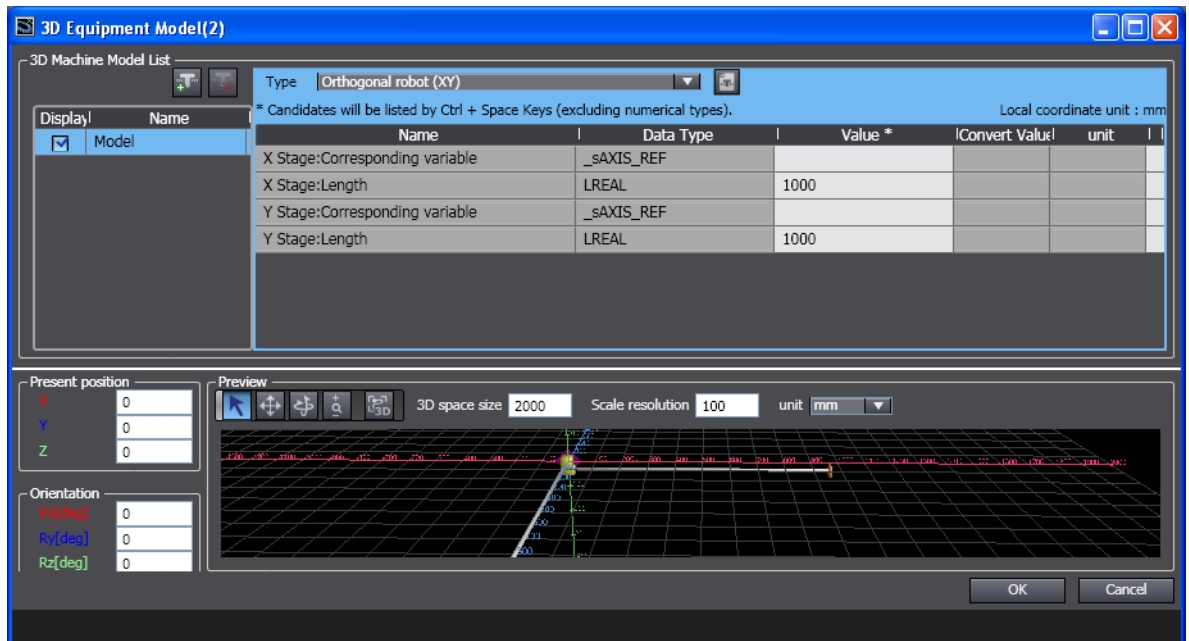 3D Equipment Model(2)
3D Machine Model List
Type Orthogonal robot (XY)
* Candidates will be listed by Ctrl + Space Keys (excluding numerical types). Local coordinate unit : mm
Display Name
Model
Name Data Type Value * Convert Value unit
X Stage:Corresponding variable _sAXIS_REF
X Stage:Length LREAL 1000
Y Stage:Corresponding variable _sAXIS_REF
Y Stage:Length LREAL 1000
Present position
X 0
Y 0
Z 0
Orientation
Rx[deg] 0
Ry[deg] 0
Rz[deg] 0
Preview
3D
3D space size 2000 Scale resolution 100 unit mm
OK Cancel